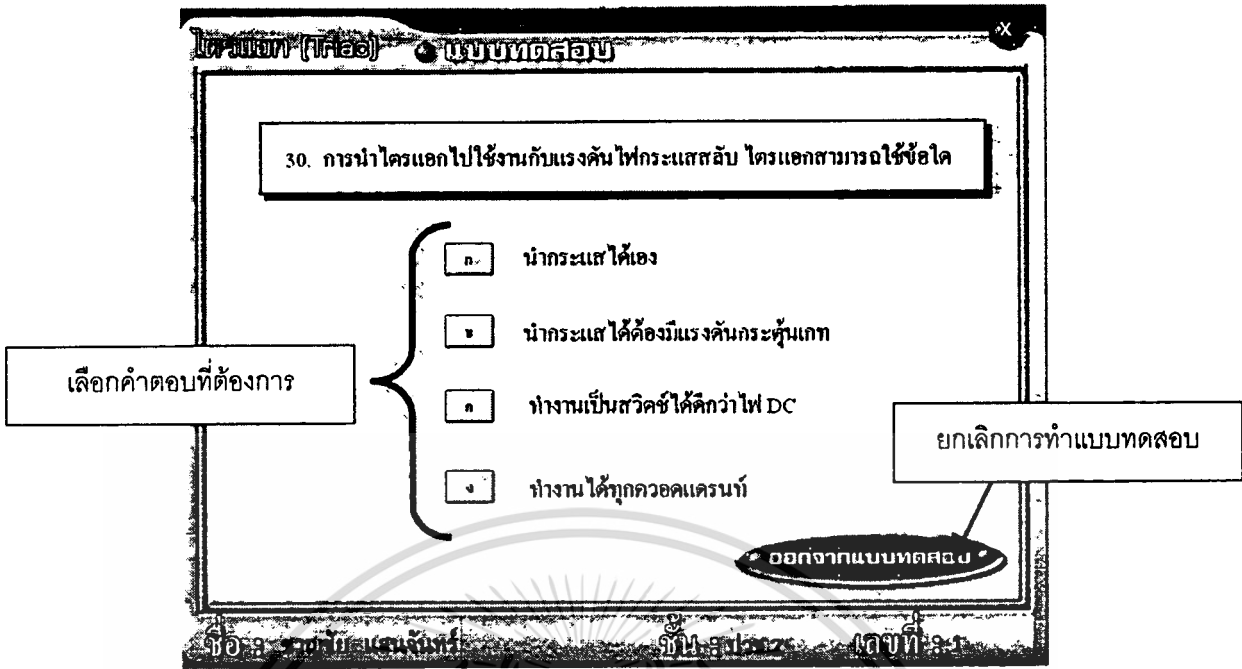 ไตรแอก (Triac) แบบทดสอบ
X
30. การนำไตรแอกไปใช้งานกับแรงดันไฟกระแสสลับ ไตรแอกสามารถใช้ข้อใด
ก. นำกระแสได้เอง
ข นำกระแสได้ต้องมีแรงดันกระตุ้นเกท
เลือกคำตอบที่ต้องการ
ค ทำงานเป็นสวิตช์ได้ดีกว่าไฟ DC
ยกเลิกการทำแบบทดสอบ
ง ทำงานได้ทุกควอดแดรนท์
ออกจากแบบทดสอบ
ชื่อ : แสนจันทร์ ชั้น : เลขที่ : 1